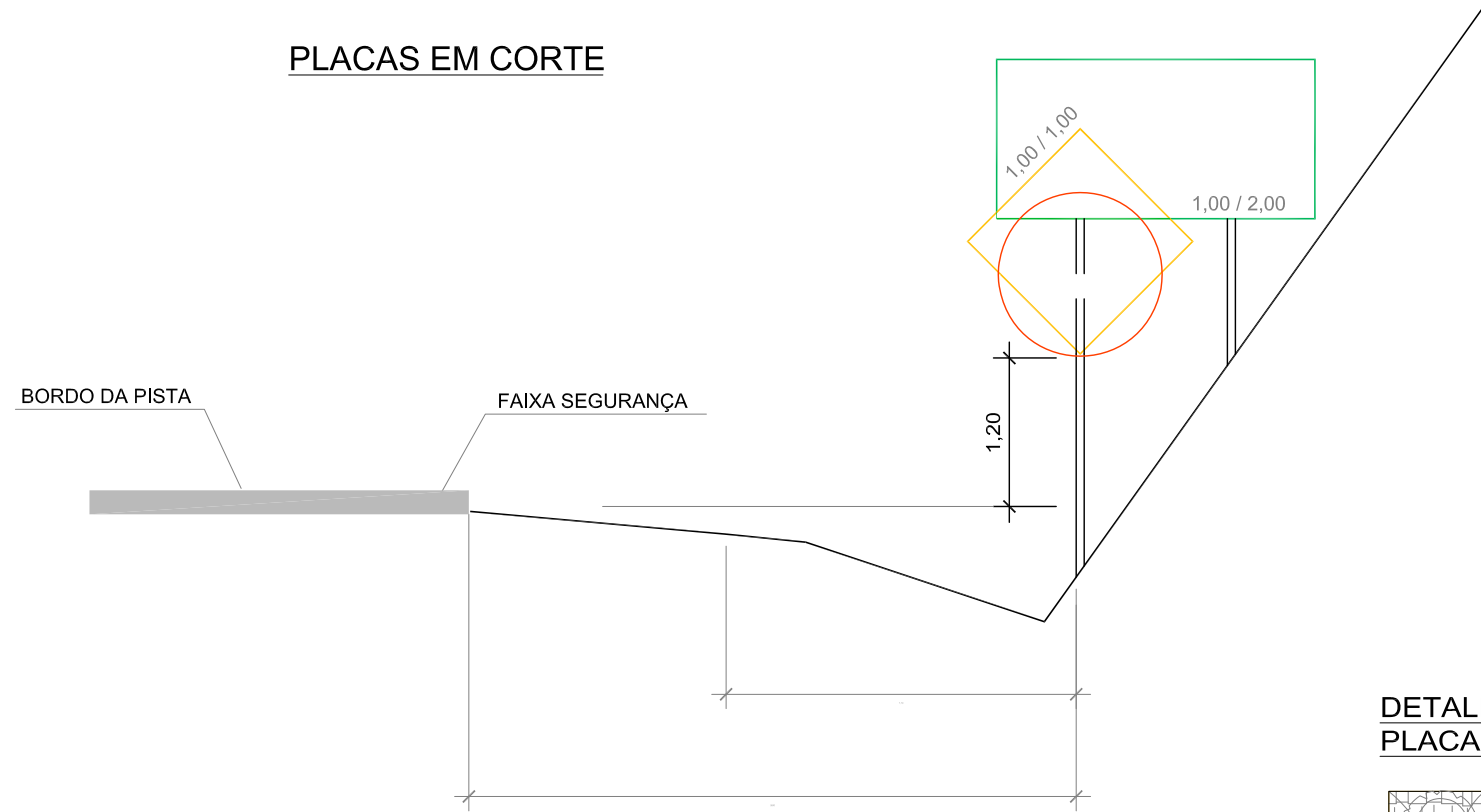 PLACAS EM CORTE
1,00 / 1,00
1,00 / 2,00
BORDO DA PISTA
FAIXA SEGURANÇA
1,20
DETAL
PLACA